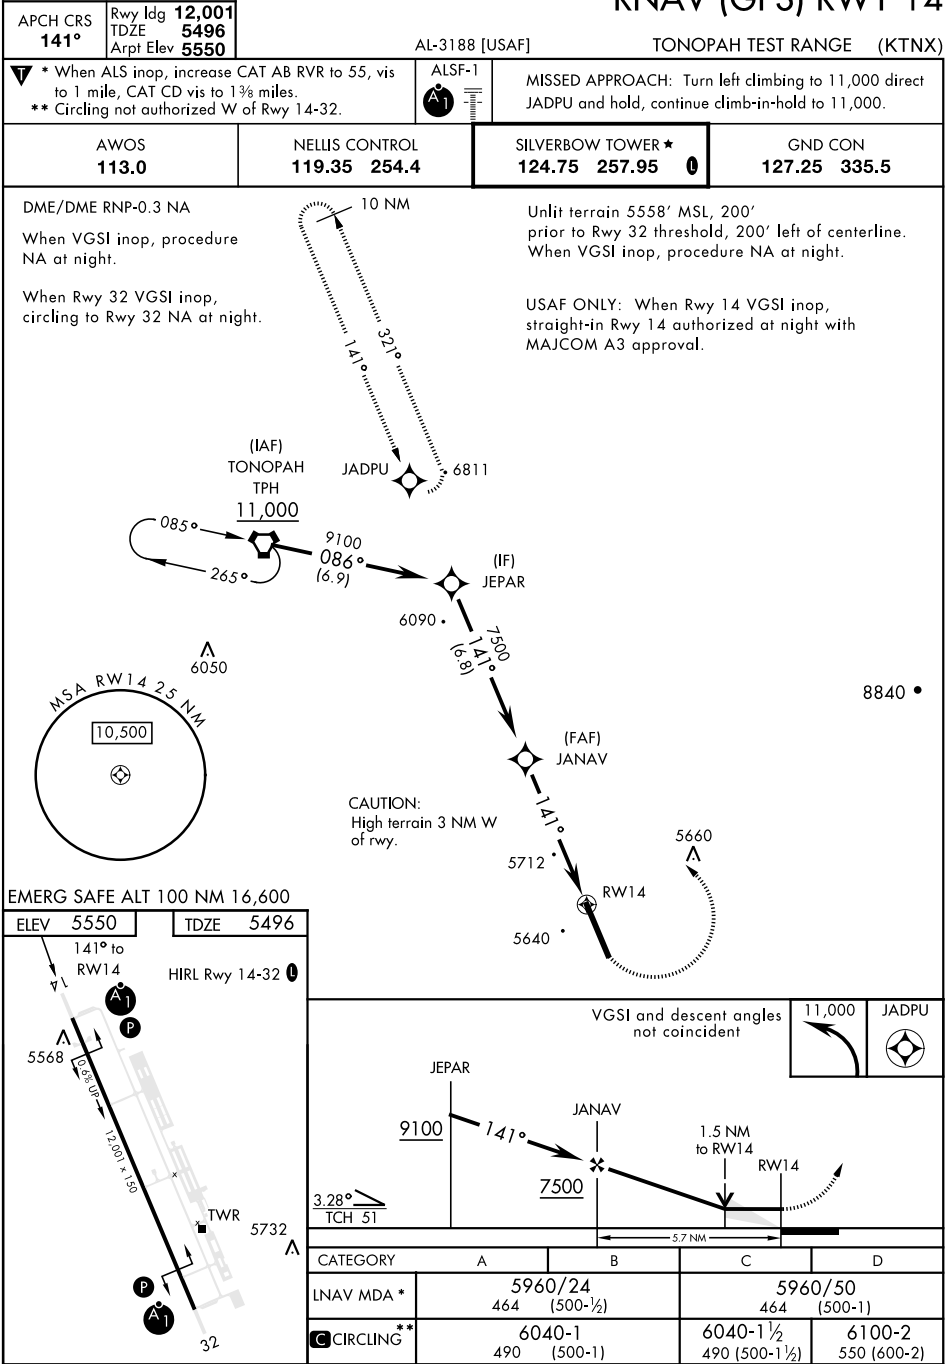 RNAV (GPS) RWY 14
APCH CRS
141°
Rwy ldg 12,001
TDZE 5496
Arpt Elev 5550
AL-3188 [USAF]
TONOPAH TEST RANGE (KTNX)
T * When ALS inop, increase CAT AB RVR to 55, vis
to 1 mile, CAT CD vis to 1⅜ miles.
** Circling not authorized W of Rwy 14-32.
ALSF-1
A1
MISSED APPROACH: Turn left climbing to 11,000 direct
JADPU and hold, continue climb-in-hold to 11,000.
AWOS
113.0
NELLIS CONTROL
119.35 254.4
SILVERBOW TOWER ★
124.75 257.95 L
GND CON
127.25 335.5
DME/DME RNP-0.3 NA
When VGSI inop, procedure
NA at night.
When Rwy 32 VGSI inop,
circling to Rwy 32 NA at night.
10 NM
Unlit terrain 5558' MSL, 200'
prior to Rwy 32 threshold, 200' left of centerline.
When VGSI inop, procedure NA at night.
USAF ONLY: When Rwy 14 VGSI inop,
straight-in Rwy 14 authorized at night with
MAJCOM A3 approval.
141°
321°
JADPU
6811
(IAF)
TONOPAH
TPH
11,000
085°
265°
9100
086°
(6.9)
(IF)
JEPAR
6090
7500
141°
(6.8)
6050
8840
MSA RW14 25 NM
10,500
(FAF)
JANAV
CAUTION:
High terrain 3 NM W
of rwy.
141°
5712
5660
RW14
5640
EMERG SAFE ALT 100 NM 16,600
ELEV 5550
TDZE 5496
141° to
RW14
HIRL Rwy 14-32 L
14
A1
P
5568
0.6% UP
12,001 x 150
TWR
5732
P
A1
32
VGSI and descent angles
not coincident
11,000
JADPU
JEPAR
9100
141°
JANAV
7500
1.5 NM
to RW14
RW14
3.28°
TCH 51
5.7 NM
CATEGORY A B C D
LNAV MDA * 5960/24 5960/50
464 (500-½) 464 (500-1)
C CIRCLING ** 6040-1 6040-1½ 6100-2
490 (500-1) 490 (500-1½) 550 (600-2)